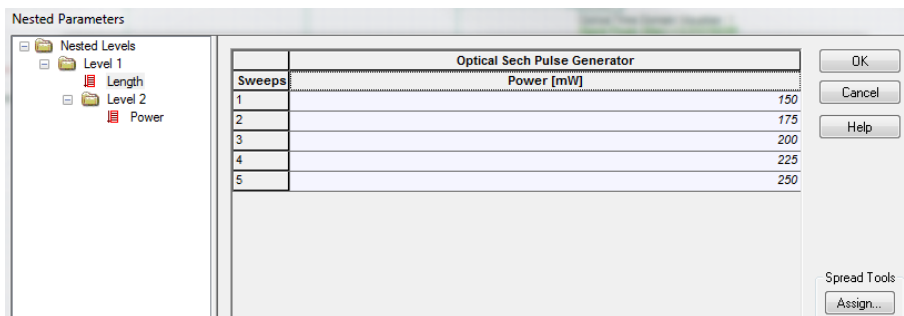 Nested Parameters
Nested Levels
Level 1
Length
Level 2
Power
Optical Sech Pulse Generator
Sweeps Power [mW]
1 150
2 175
3 200
4 225
5 250
OK
Cancel
Help
Spread Tools
Assign...